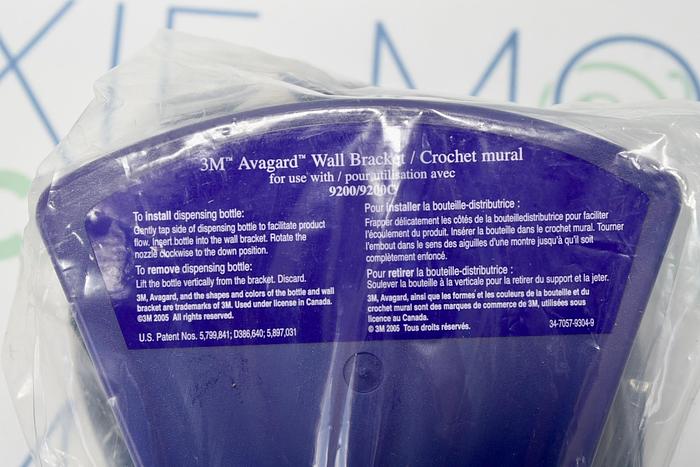 3M™ Avagard™ Wall Bracket / Crochet mural
for use with / pour utilisation avec
9200/9200C
To install dispensing bottle:
Gently tap side of dispensing bottle to facilitate product
flow. Insert bottle into the wall bracket. Rotate the
nozzle clockwise to the down position.
To remove dispensing bottle:
Lift the bottle vertically from the bracket. Discard.
3M, Avagard, and the shapes and colors of the bottle and wall
bracket are trademarks of 3M. Used under license in Canada.
©3M 2005 All rights reserved.
U.S. Patent Nos. 5,799,841; D386,640; 5,897,031
Pour installer la bouteille-distributrice :
Frapper délicatement les côtés de la bouteilledistributrice pour faciliter
l'écoulement du produit. Insérer la bouteille dans le crochet mural. Tourner
l'embout dans le sens des aiguilles d'une montre jusqu'à qu'il soit
complètement enfoncé.
Pour retirer la bouteille-distributrice :
Soulever la bouteille à la verticale pour la retirer du support et la jeter.
3M, Avagard, ainsi que les formes et les couleurs de la bouteille et du
crochet mural sont des marques de commerce de 3M, utilisées sous
licence au Canada.
© 3M 2005 Tous droits réservés.
34-7057-9304-9